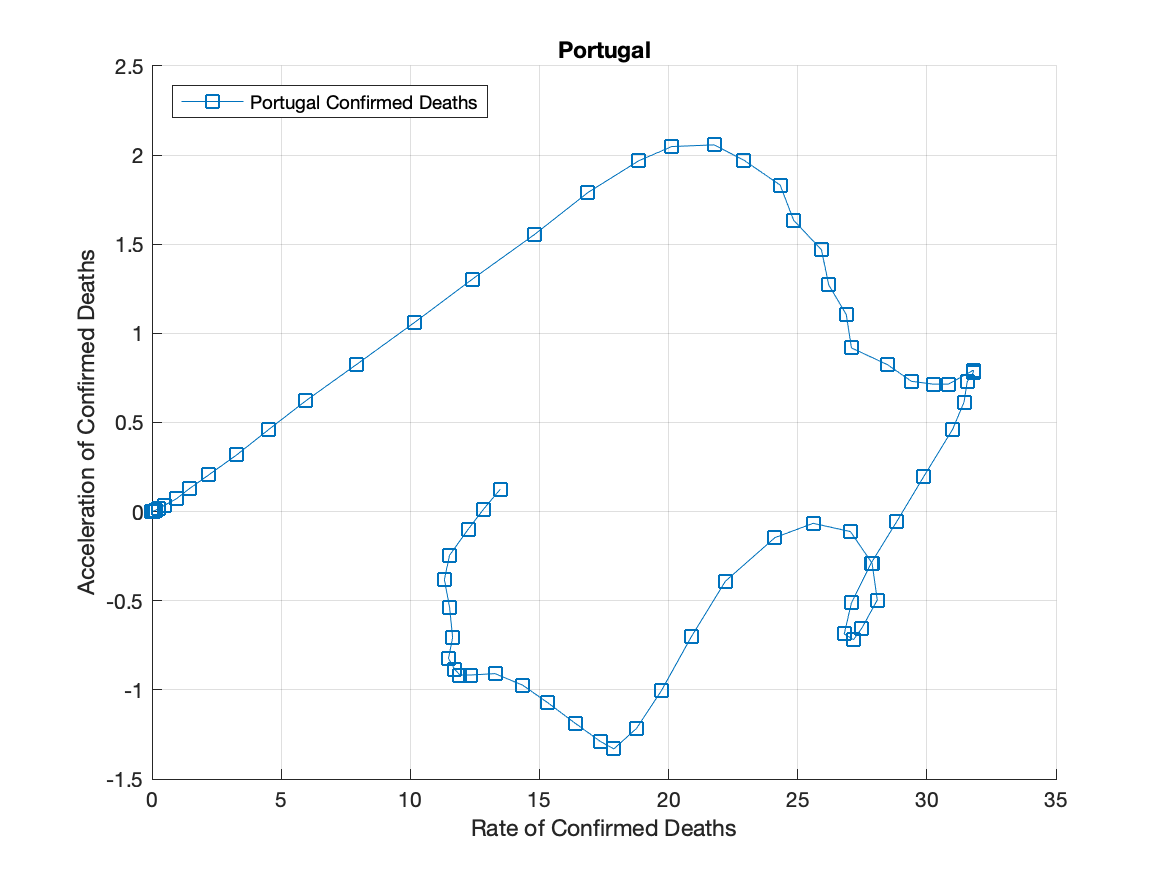 Portugal
Portugal Confirmed Deaths
2.5
2
1.5
1
0.5
0
-0.5
-1
-1.5
Acceleration of Confirmed Deaths
0 5 10 15 20 25 30 35
Rate of Confirmed Deaths